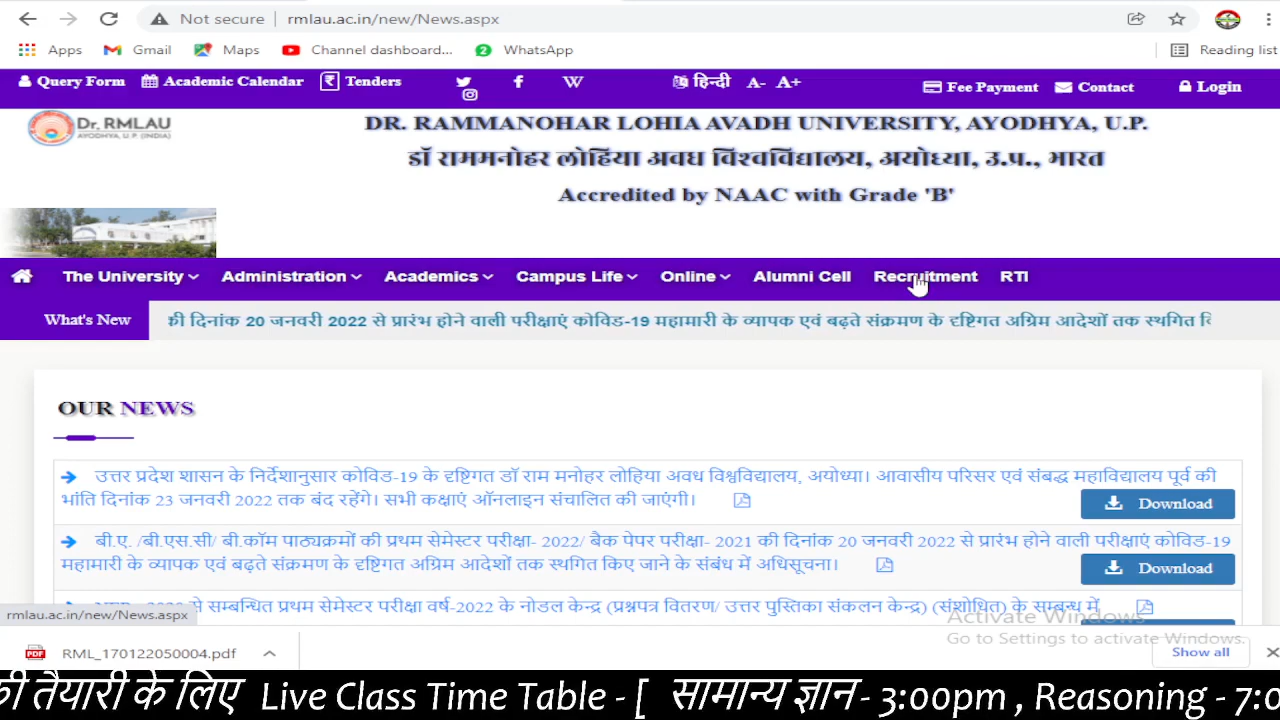 Not secure | rmlau.ac.in/new/News.aspx
Apps Gmail Maps Channel dashboard... 2 WhatsApp Reading list
Query Form Academic Calendar Tenders हिन्दी A- A+ Fee Payment Contact Login
Dr. RMLAU
AYODHYA, U.P. (INDIA)
DR. RAMMANOHAR LOHIA AVADH UNIVERSITY, AYODHYA, U.P.
डॉ राममनोहर लोहिया अवध विश्वविद्यालय, अयोध्या, उ.प्र., भारत
Accredited by NAAC with Grade 'B'
The University Administration Academics Campus Life Online Alumni Cell Recruitment RTI
What's New की दिनांक 20 जनवरी 2022 से प्रारंभ होने वाली परीक्षाएं कोविड-19 महामारी के व्यापक एवं बढ़ते संक्रमण के दृष्टिगत अग्रिम आदेशों तक स्थगित
OUR NEWS
उत्तर प्रदेश शासन के निर्देशानुसार कोविड-19 के दृष्टिगत डॉ राम मनोहर लोहिया अवध विश्वविद्यालय, अयोध्या। आवासीय परिसर एवं संबद्ध महाविद्यालय पूर्व की
भांति दिनांक 23 जनवरी 2022 तक बंद रहेंगे। सभी कक्षाएं ऑनलाइन संचालित की जाएंगी।
Download
बी.ए. /बी.एस.सी/ बी.कॉम पाठ्यक्रमों की प्रथम सेमेस्टर परीक्षा- 2022/ बैक पेपर परीक्षा- 2021 की दिनांक 20 जनवरी 2022 से प्रारंभ होने वाली परीक्षाएं कोविड-19
महामारी के व्यापक एवं बढ़ते संक्रमण के दृष्टिगत अग्रिम आदेशों तक स्थगित किए जाने के संबंध में अधिसूचना।
Download
2020 से सम्बन्धित प्रथम सेमेस्टर परीक्षा वर्ष-2022 के नोडल केन्द्र (प्रश्नपत्र वितरण/ उत्तर पुस्तिका संकलन केन्द्र) (संशोधित) के सम्बन्ध में
rmlau.ac.in/new/News.aspx
Activate Windows
Go to Settings to activate Windows.
RML_170122050004.pdf
Show all
की तैयारी के लिए Live Class Time Table - [ सामान्य ज्ञान - 3:00pm , Reasoning - 7:0